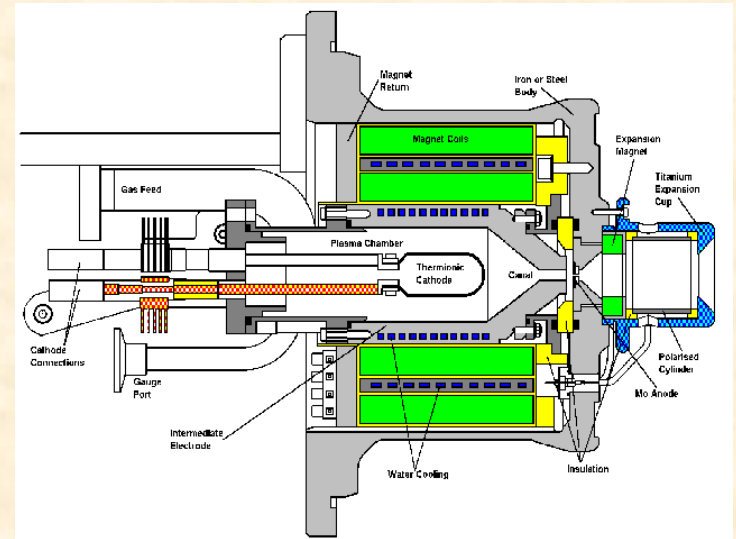 Magnet
Return
Iron or Steel
Body
Magnet Coils
Expansion
Magnet
Titanium
Expansion
Cup
Gas Feed
Plasma Chamber
Thermionic
Cathode
Canal
Cathode
Connections
Gauge
Port
Polarised
Cylinder
Mo Anode
Intermediate
Electrode
Water Cooling
Insulation